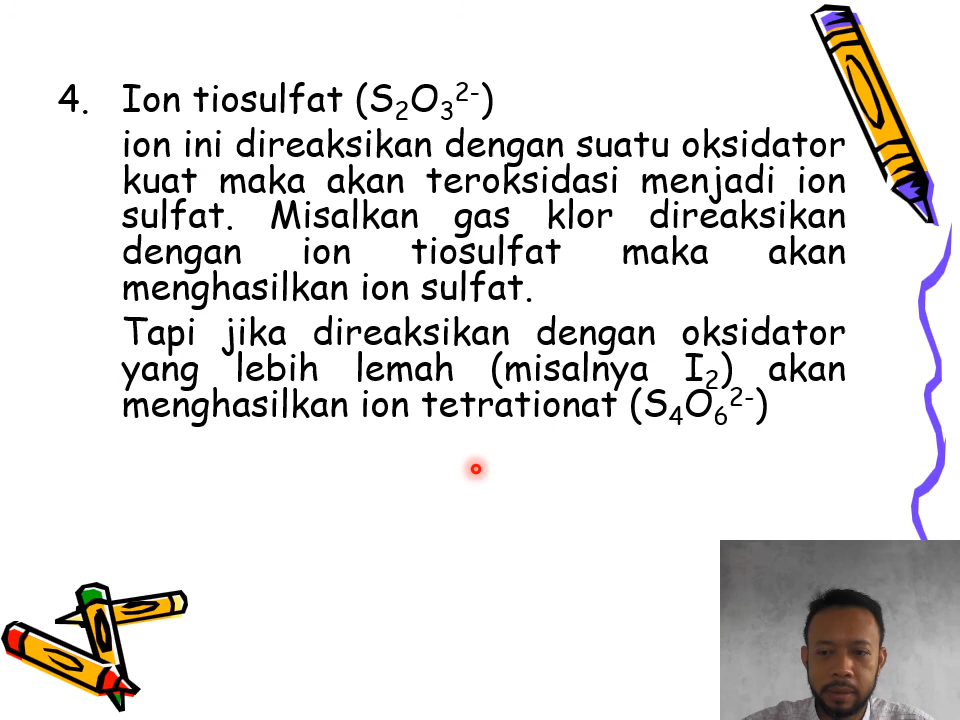 4. Ion tiosulfat (S₂O₃²⁻)
ion ini direaksikan dengan suatu oksidator
kuat maka akan teroksidasi menjadi ion
sulfat. Misalkan gas klor direaksikan
dengan ion tiosulfat maka akan
menghasilkan ion sulfat.
Tapi jika direaksikan dengan oksidator
yang lebih lemah (misalnya I₂) akan
menghasilkan ion tetrationat (S₄O₆²⁻)